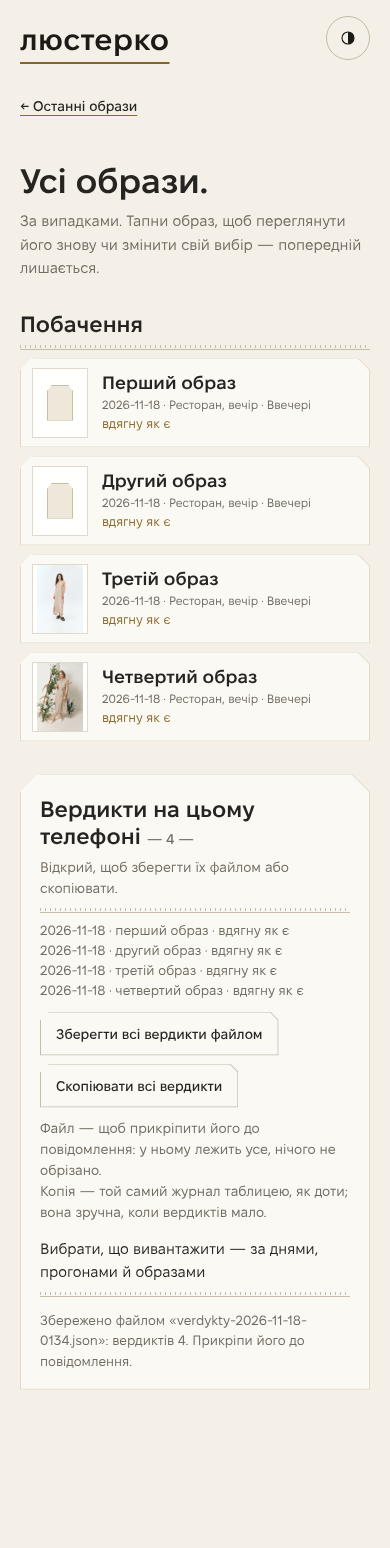 люстерко
← Останні образи
Усі образи.
За випадками. Тапни образ, щоб переглянути
його знову чи змінити свій вибір — попередній
лишається.
Побачення
Перший образ
2026-11-18 · Ресторан, вечір · Ввечері
вдягну як є
Другий образ
2026-11-18 · Ресторан, вечір · Ввечері
вдягну як є
Третій образ
2026-11-18 · Ресторан, вечір · Ввечері
вдягну як є
Четвертий образ
2026-11-18 · Ресторан, вечір · Ввечері
вдягну як є
Вердикти на цьому
телефоні — 4 —
Відкрий, щоб зберегти їх файлом або
скопіювати.
2026-11-18 · перший образ · вдягну як є
2026-11-18 · другий образ · вдягну як є
2026-11-18 · третій образ · вдягну як є
2026-11-18 · четвертий образ · вдягну як є
Зберегти всі вердикти файлом
Скопіювати всі вердикти
Файл — щоб прикріпити його до
повідомлення: у ньому лежить усе, нічого не
обрізано.
Копія — той самий журнал таблицею, як доти;
вона зручна, коли вердиктів мало.
Вибрати, що вивантажити — за днями,
прогонами й образами
Збережено файлом «verdykty-2026-11-18-
0134.json»: вердиктів 4. Прикріпи його до
повідомлення.